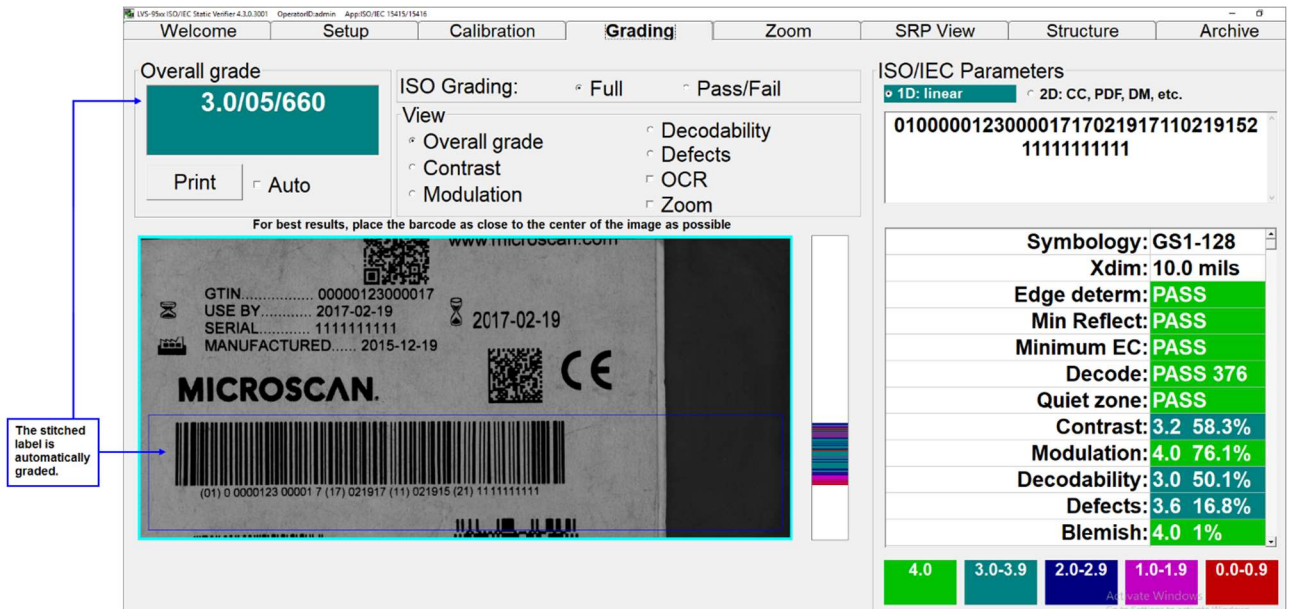 LVS-95xx ISO/IEC Static Verifier 4.3.0.3001 OperatorID:admin App:ISO/IEC 15415/15416
Welcome
Setup
Calibration
Grading
Zoom
SRP View
Structure
Archive
Overall grade
3.0/05/660
Print
Auto
ISO Grading:
Full
Pass/Fail
View
Overall grade
Contrast
Modulation
Decodability
Defects
OCR
Zoom
ISO/IEC Parameters
1D: linear
2D: CC, PDF, DM, etc.
01000001230000171702191711021915​2
11111111111
For best results, place the barcode as close to the center of the image as possible
www.microscan.com
GTIN................. 00000123000017
USE BY............ 2017-02-19
SERIAL............ 1111111111
MANUFACTURED...... 2015-12-19
2017-02-19
CE
MICROSCAN.
(01) 0 0000123 00001 7 (17) 021917 (11) 021915 (21) 1111111111
The stitched
label is
automatically
graded.
Symbology: GS1-128
Xdim: 10.0 mils
Edge determ: PASS
Min Reflect: PASS
Minimum EC: PASS
Decode: PASS 376
Quiet zone: PASS
Contrast: 3.2 58.3%
Modulation: 4.0 76.1%
Decodability: 3.0 50.1%
Defects: 3.6 16.8%
Blemish: 4.0 1%
4.0
3.0-3.9
2.0-2.9
1.0-1.9
0.0-0.9
Activate Windows